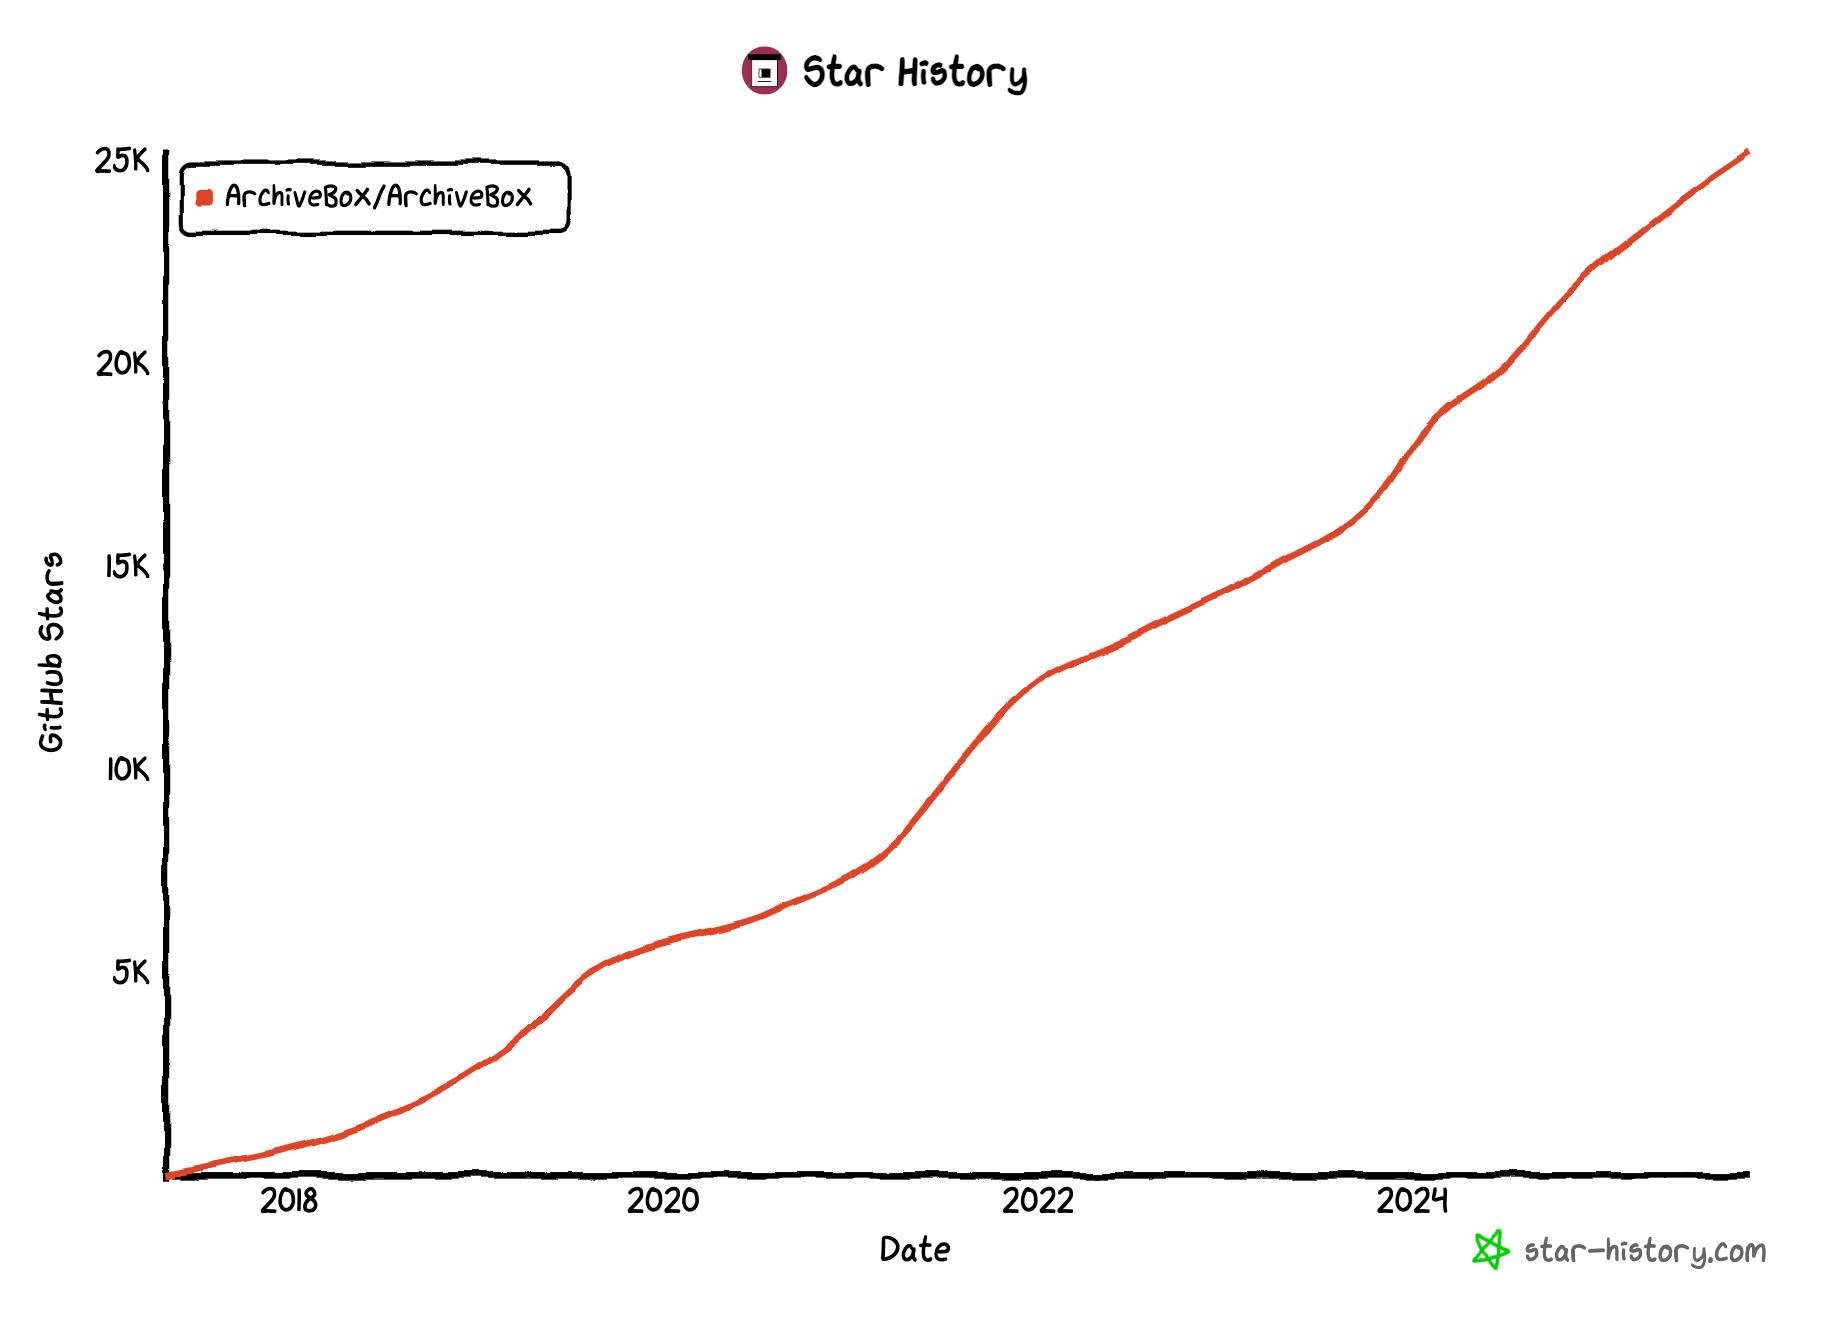 Star History
25K
ArchiveBox/ArchiveBox
20K
15K
GitHub Stars
10K
5K
2018 2020 2022 2024
Date
star-history.com